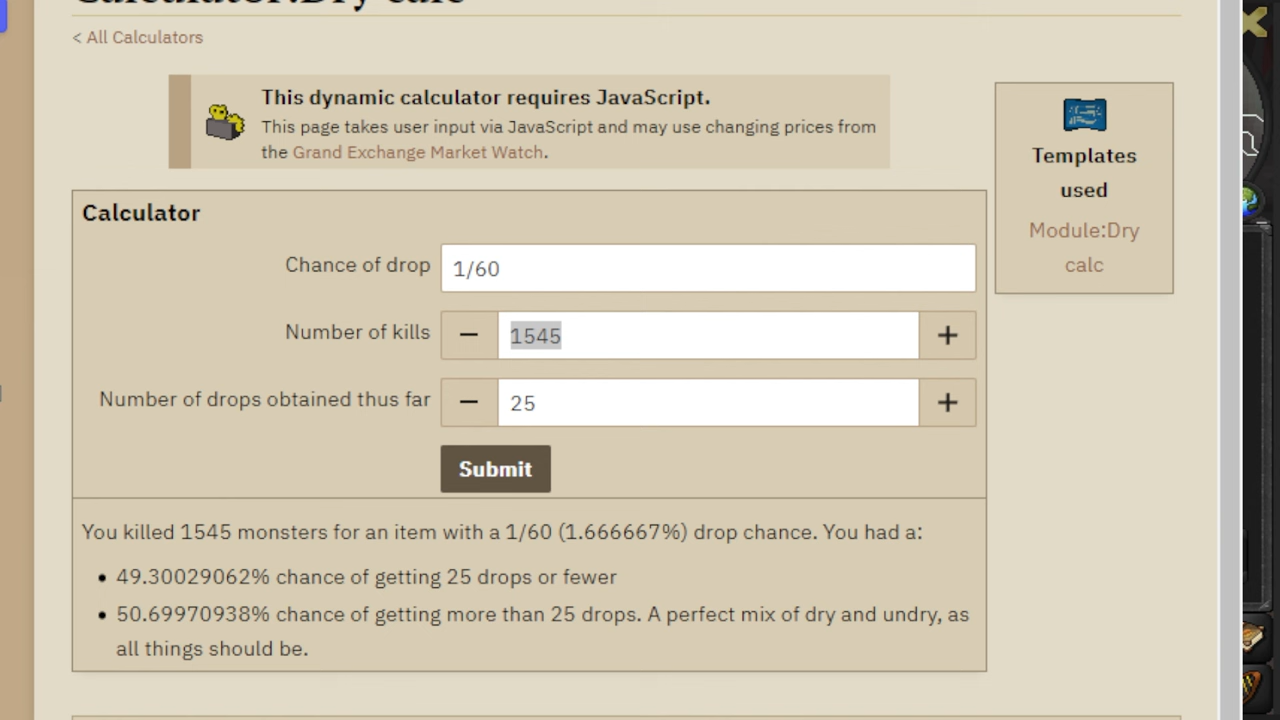 Calculator:Dry calc
< All Calculators
This dynamic calculator requires JavaScript.
This page takes user input via JavaScript and may use changing prices from
the Grand Exchange Market Watch.
Templates
used
Module:Dry
calc
Calculator
Chance of drop 1/60
Number of kills − 1545 +
Number of drops obtained thus far − 25 +
Submit
You killed 1545 monsters for an item with a 1/60 (1.666667%) drop chance. You had a:
• 49.30029062% chance of getting 25 drops or fewer
• 50.69970938% chance of getting more than 25 drops. A perfect mix of dry and undry, as
all things should be.